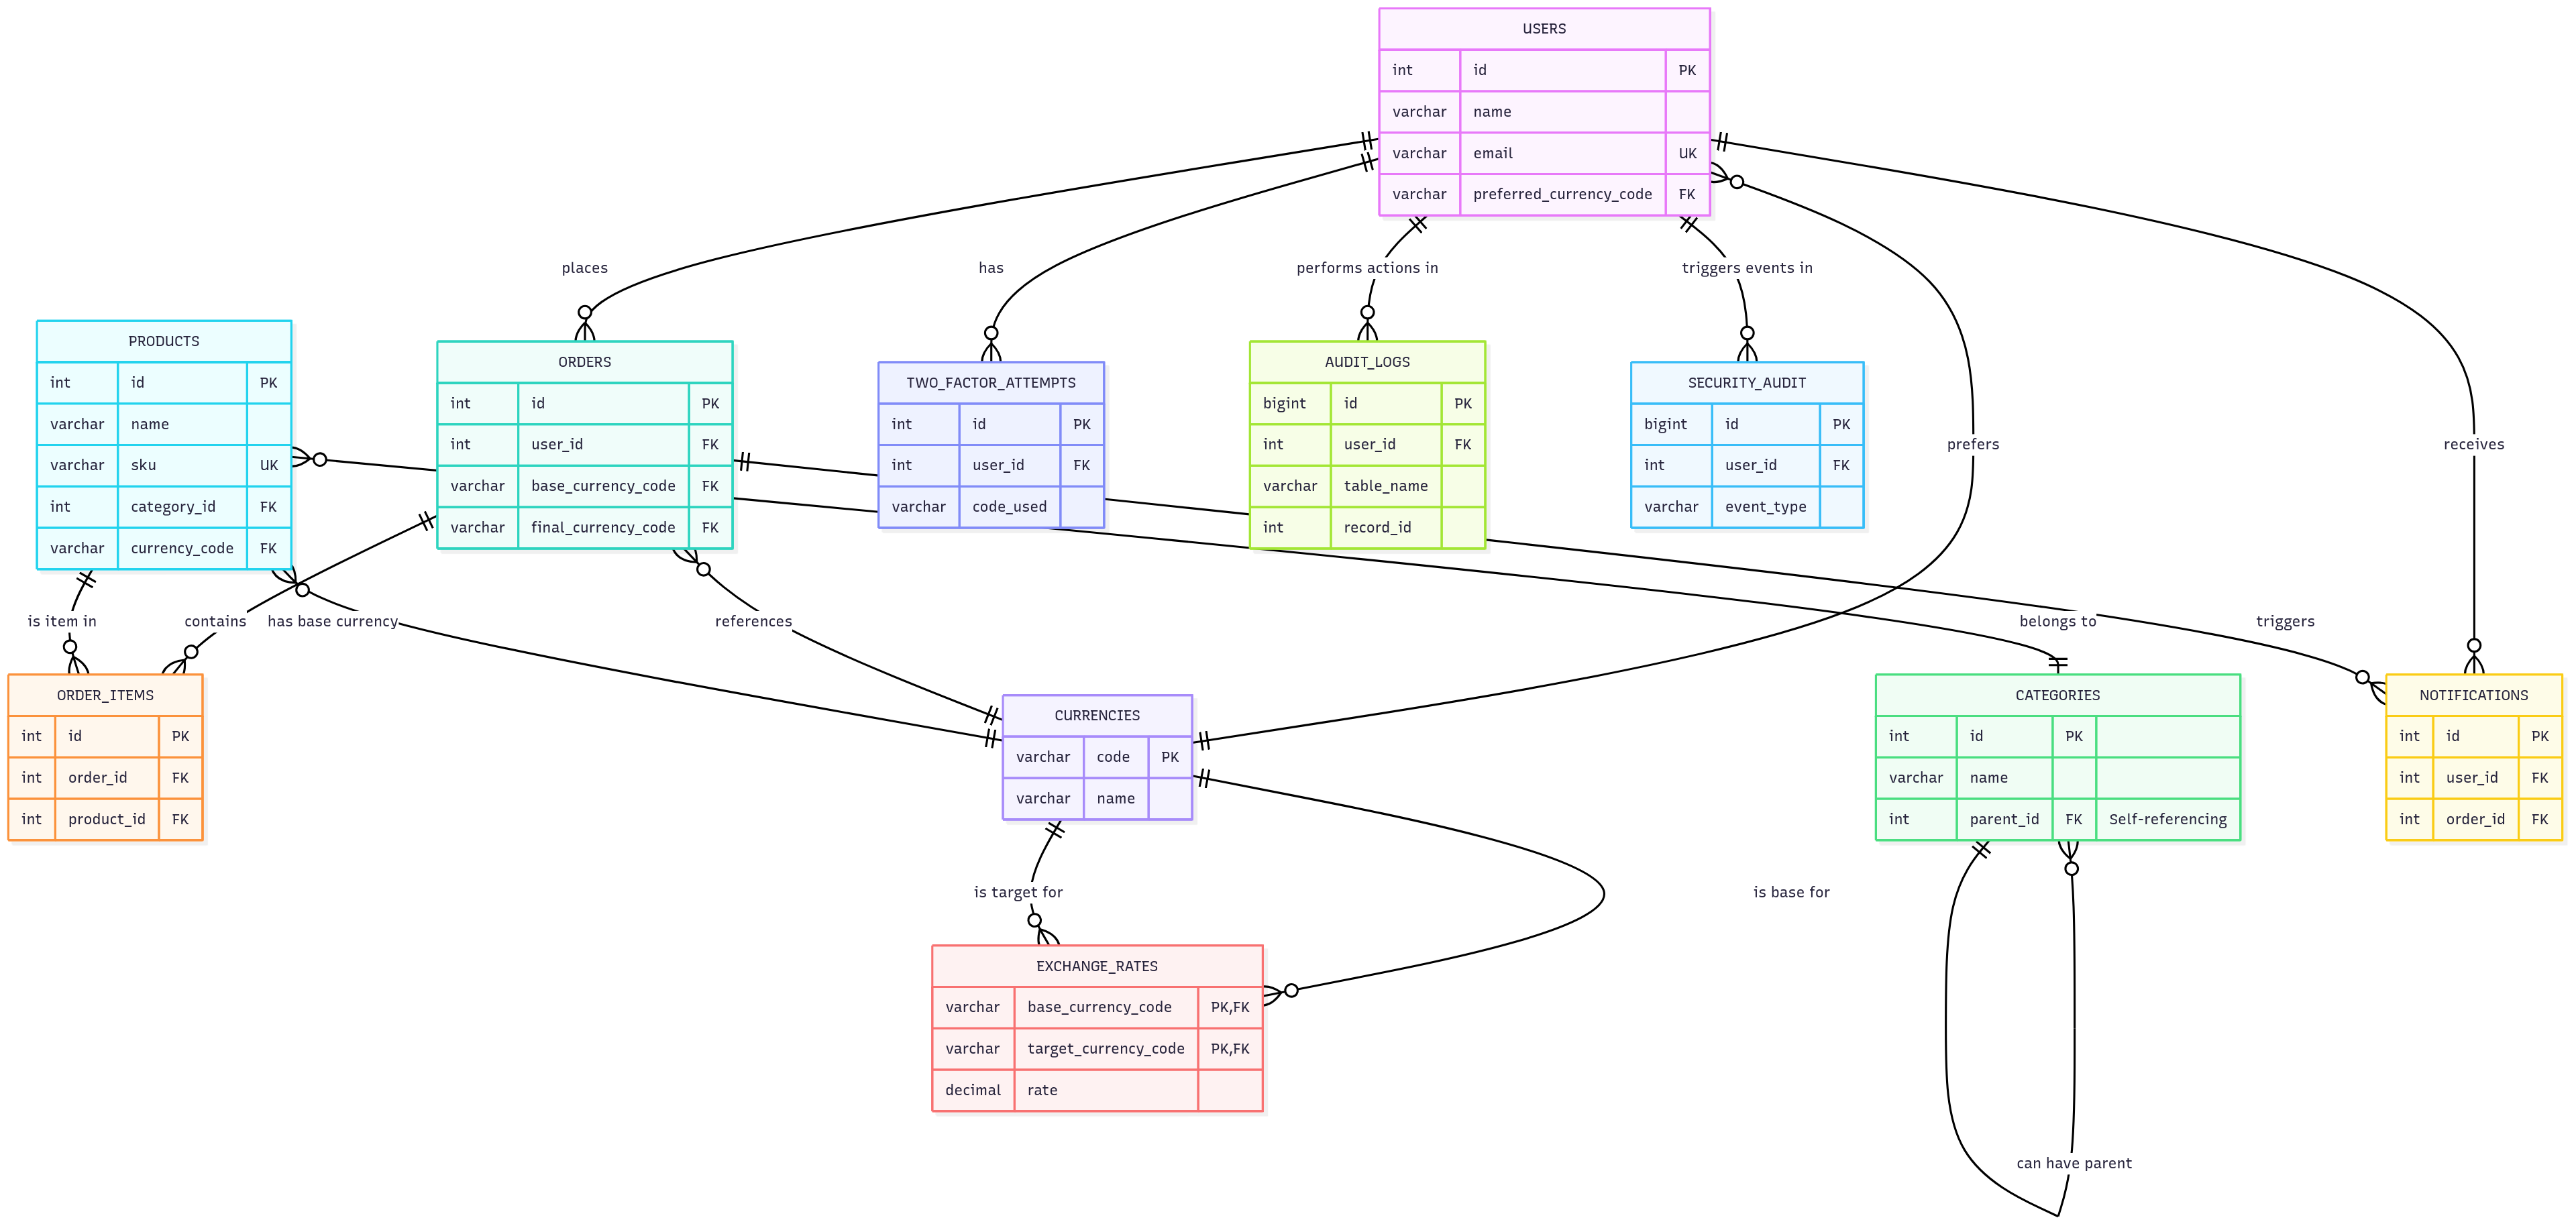 USERS
int id PK
varchar name
varchar email UK
varchar preferred_currency_code FK
places
has
performs actions in
triggers events in
PRODUCTS
int id PK
varchar name
varchar sku UK
int category_id FK
varchar currency_code FK
ORDERS
int id PK
int user_id FK
varchar base_currency_code FK
varchar final_currency_code FK
TWO_FACTOR_ATTEMPTS
int id PK
int user_id FK
varchar code_used
AUDIT_LOGS
bigint id PK
int user_id FK
varchar table_name
int record_id
SECURITY_AUDIT
bigint id PK
int user_id FK
varchar event_type
prefers
receives
is item in
contains
has base currency
references
belongs to
triggers
ORDER_ITEMS
int id PK
int order_id FK
int product_id FK
CURRENCIES
varchar code PK
varchar name
CATEGORIES
int id PK
varchar name
int parent_id FK Self-referencing
NOTIFICATIONS
int id PK
int user_id FK
int order_id FK
is target for
is base for
EXCHANGE_RATES
varchar base_currency_code PK,FK
varchar target_currency_code PK,FK
decimal rate
can have parent